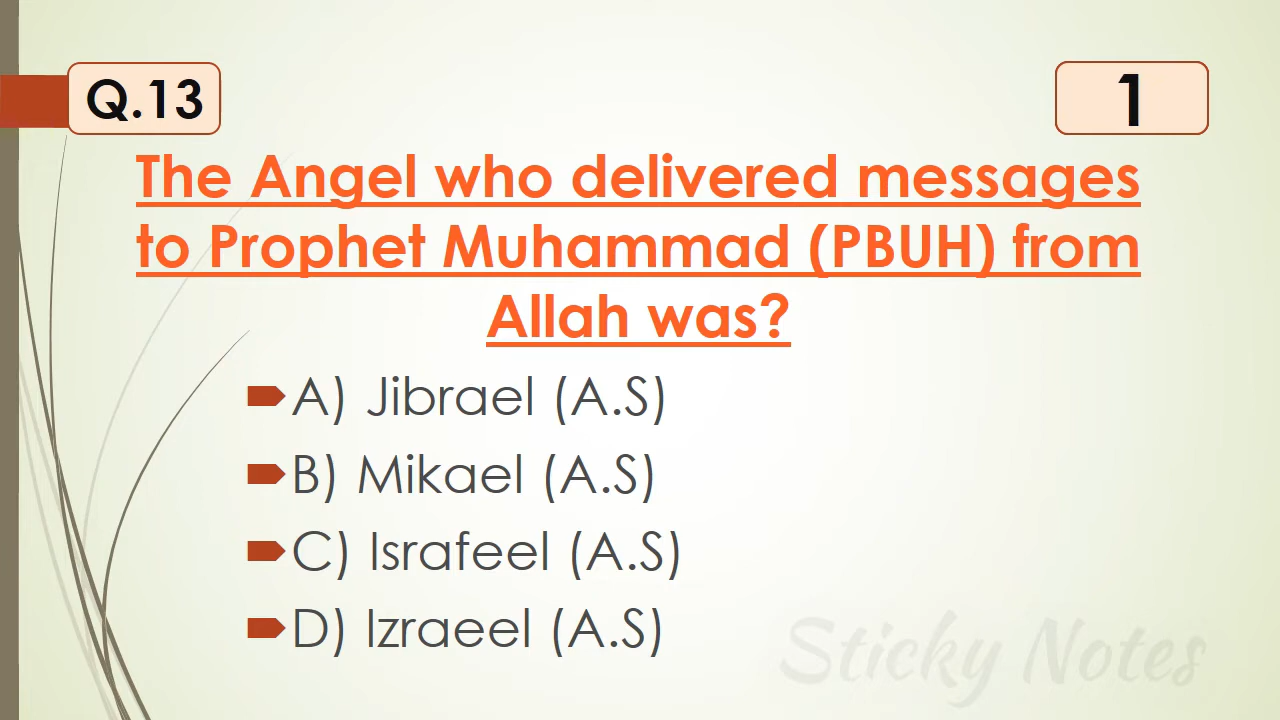 Q.13
1
The Angel who delivered messages
to Prophet Muhammad (PBUH) from
Allah was?
A) Jibrael (A.S)
B) Mikael (A.S)
C) Israfeel (A.S)
D) Izraeel (A.S)
Sticky Notes